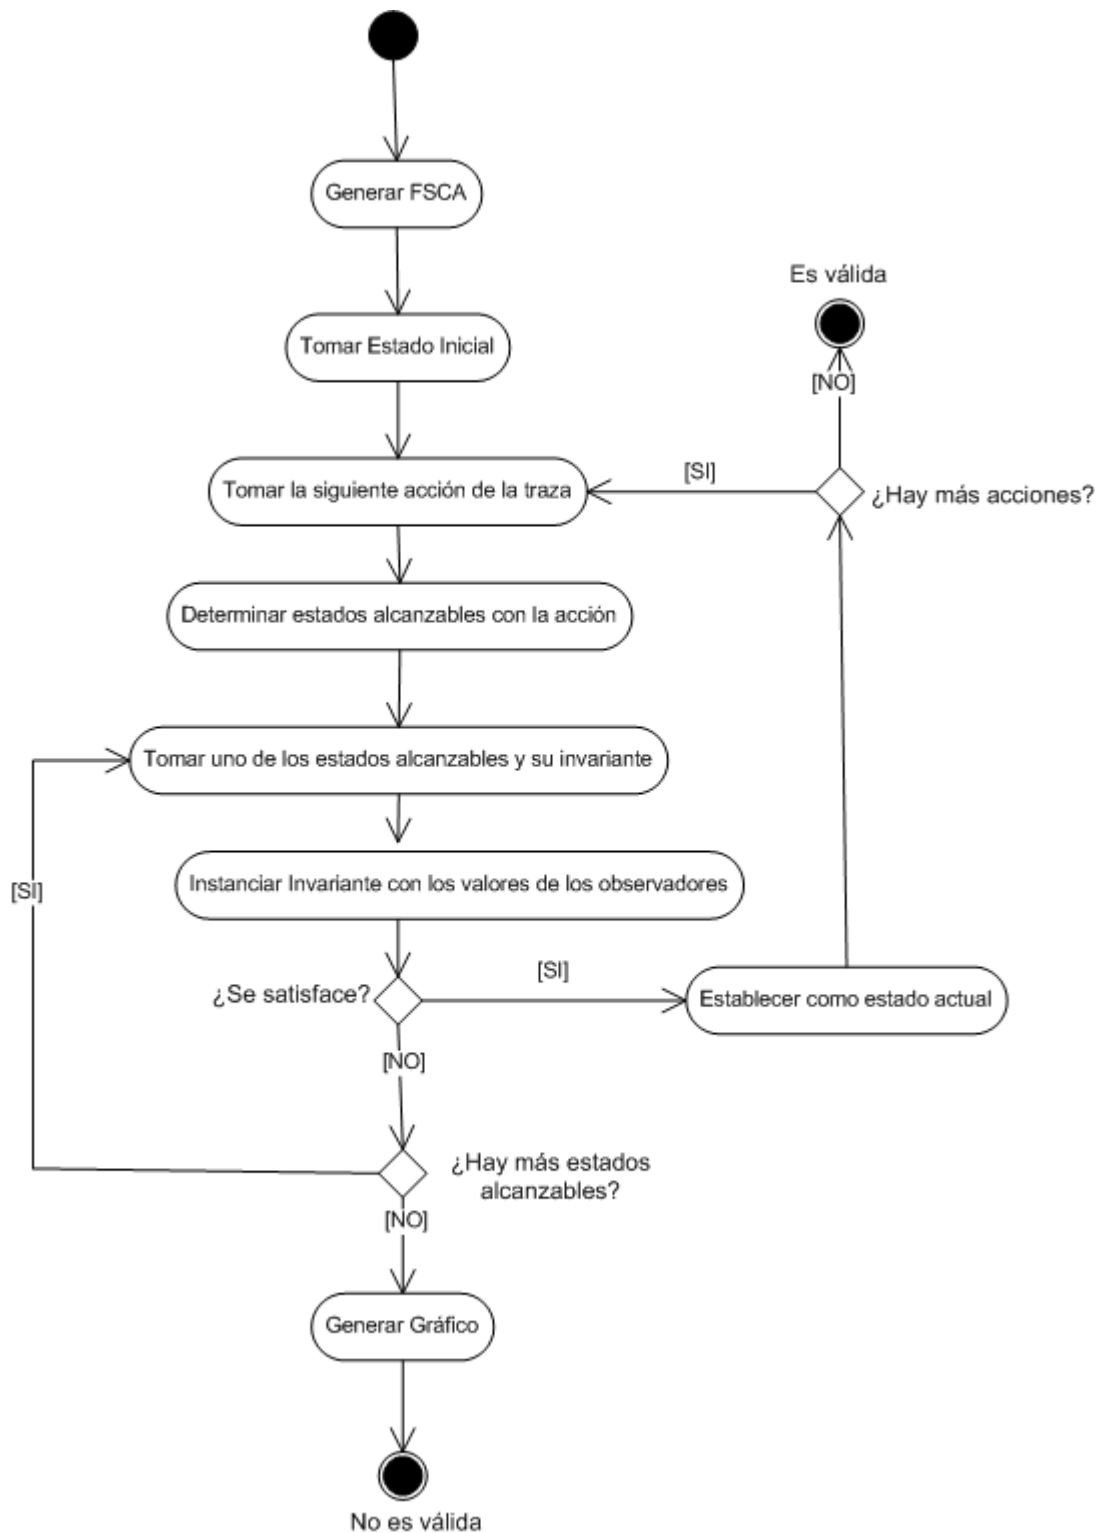 Generar FSCA
Es válida
Tomar Estado Inicial
[NO]
[SI]
Tomar la siguiente acción de la traza
¿Hay más acciones?
Determinar estados alcanzables con la acción
Tomar uno de los estados alcanzables y su invariante
[SI]
Instanciar Invariante con los valores de los observadores
¿Se satisface?
[SI]
Establecer como estado actual
[NO]
¿Hay más estados
alcanzables?
[NO]
Generar Gráfico
No es válida